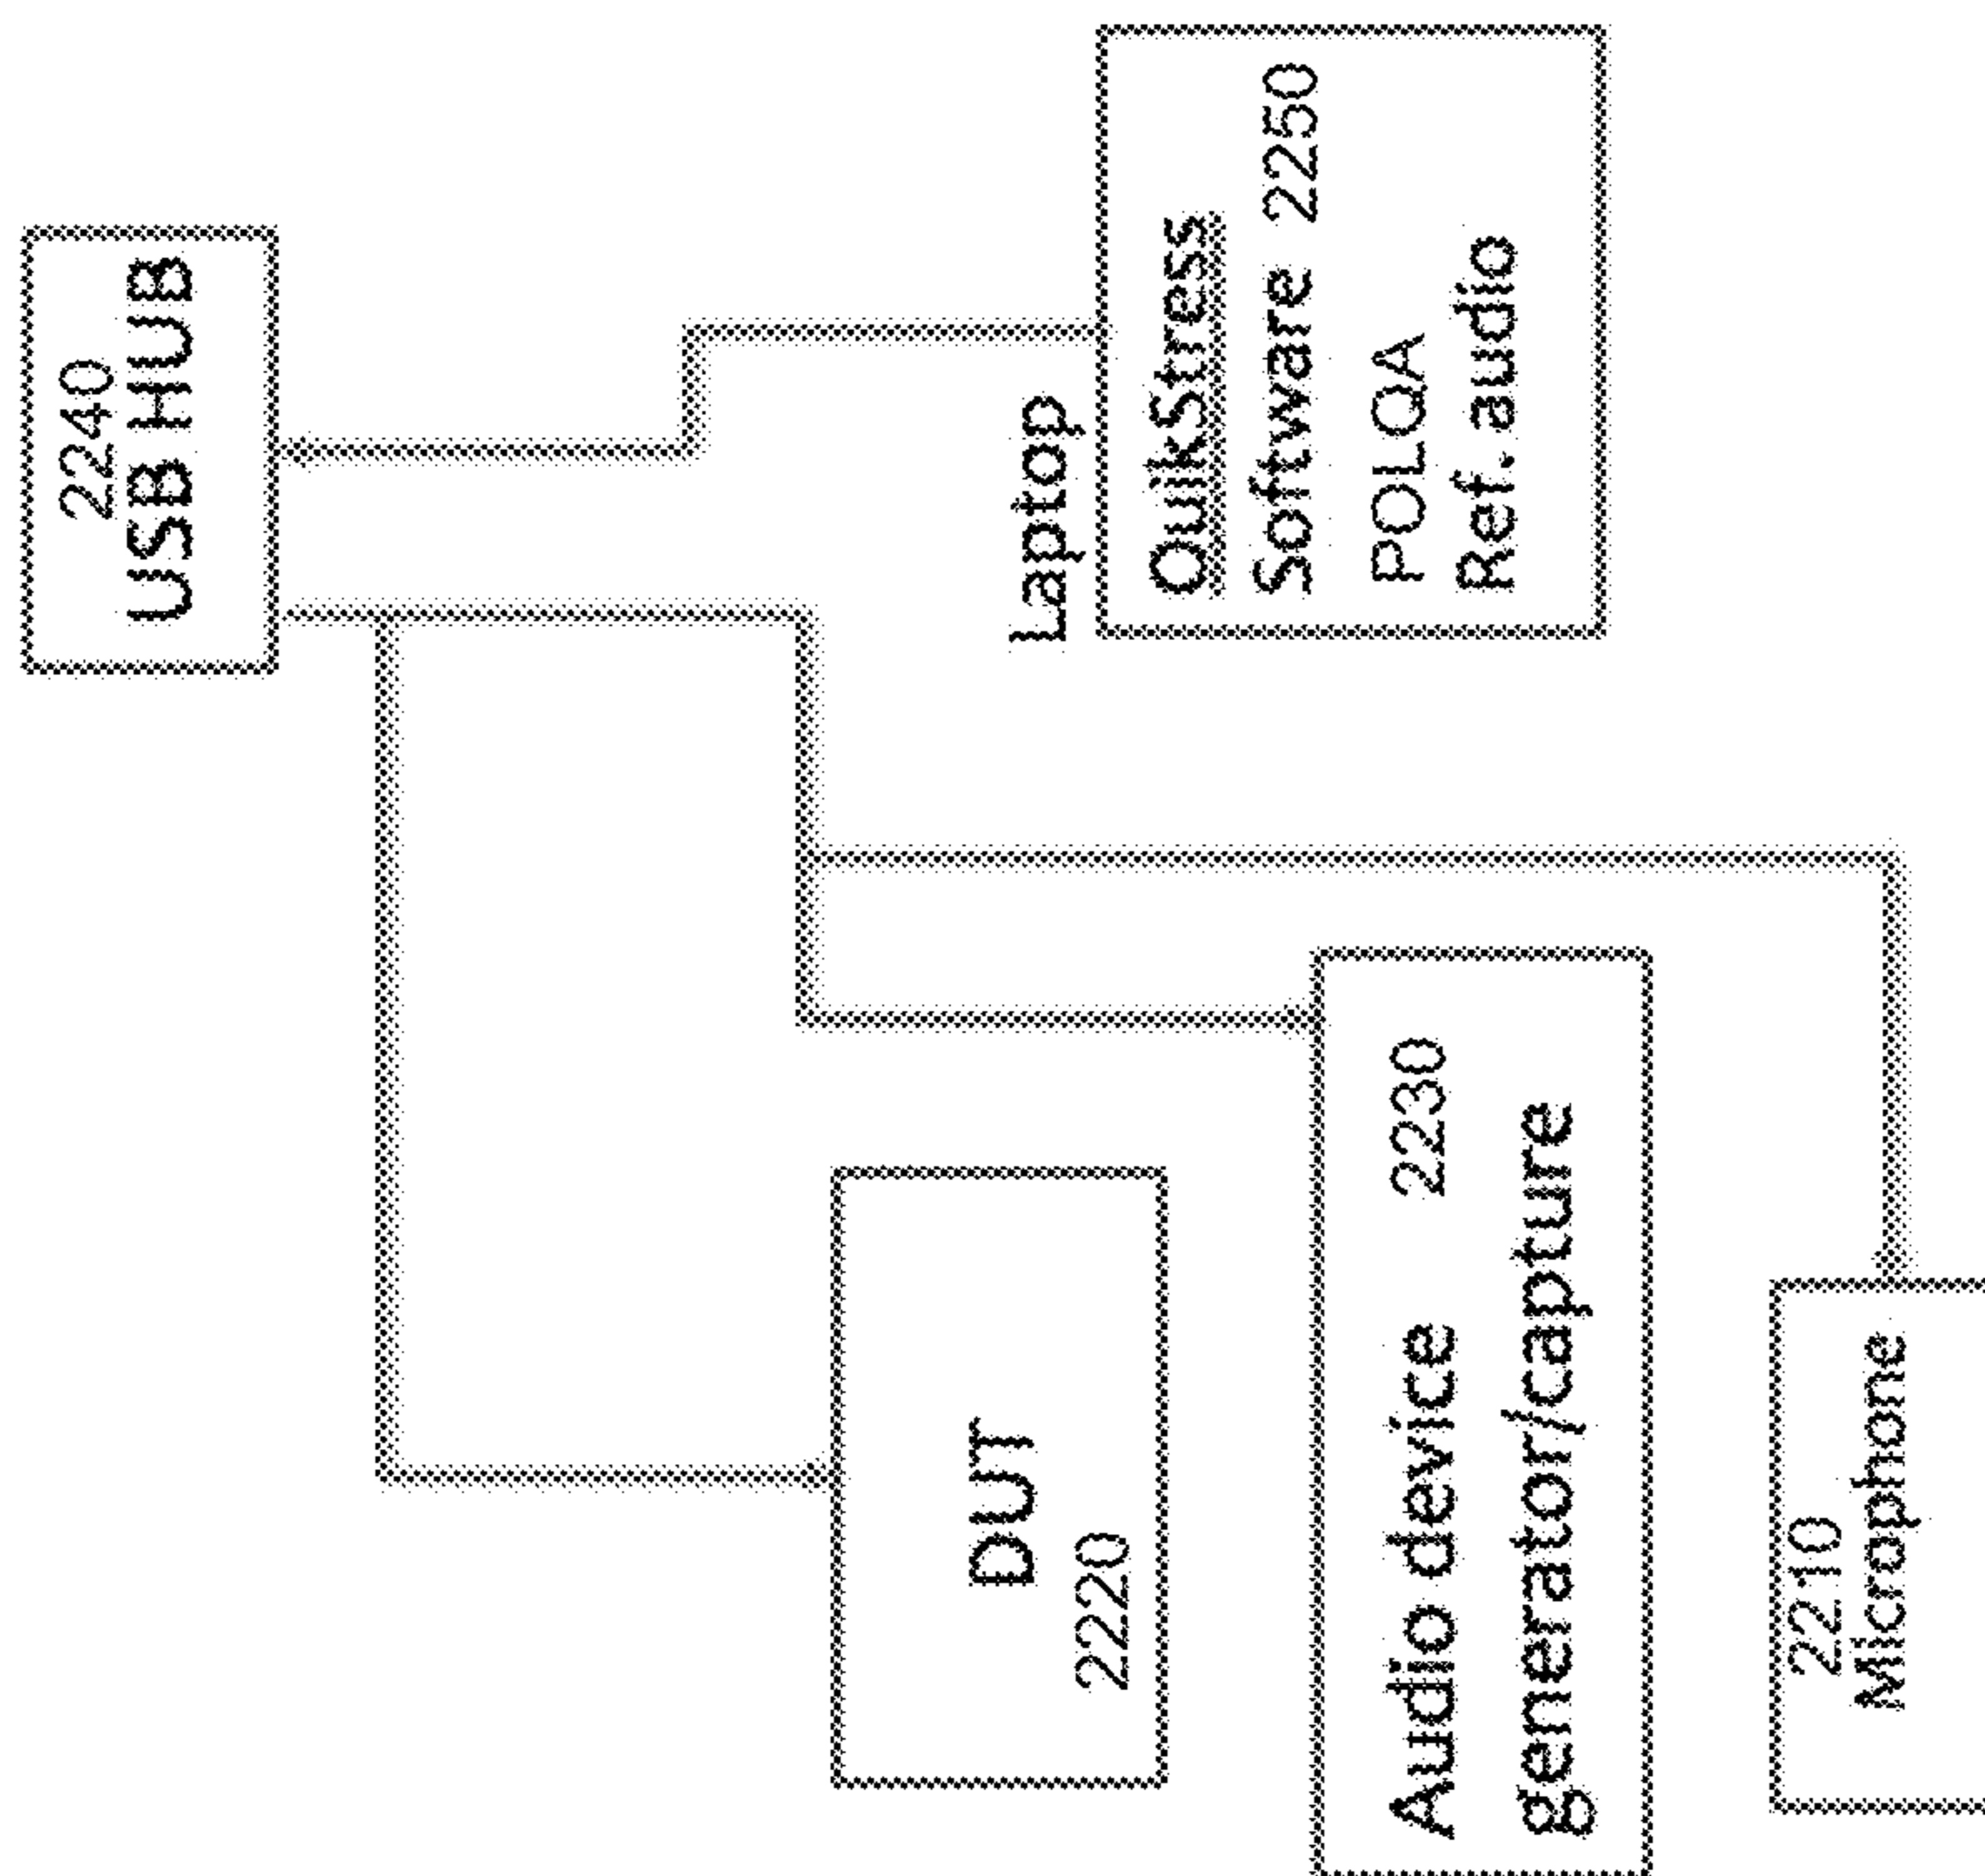 2240
USB HUB
DUT
2220
Laptop
QuikStress
Software 2250
POLQA
Ref. audio
Audio device 2230
generator/capture
2210
Microphone